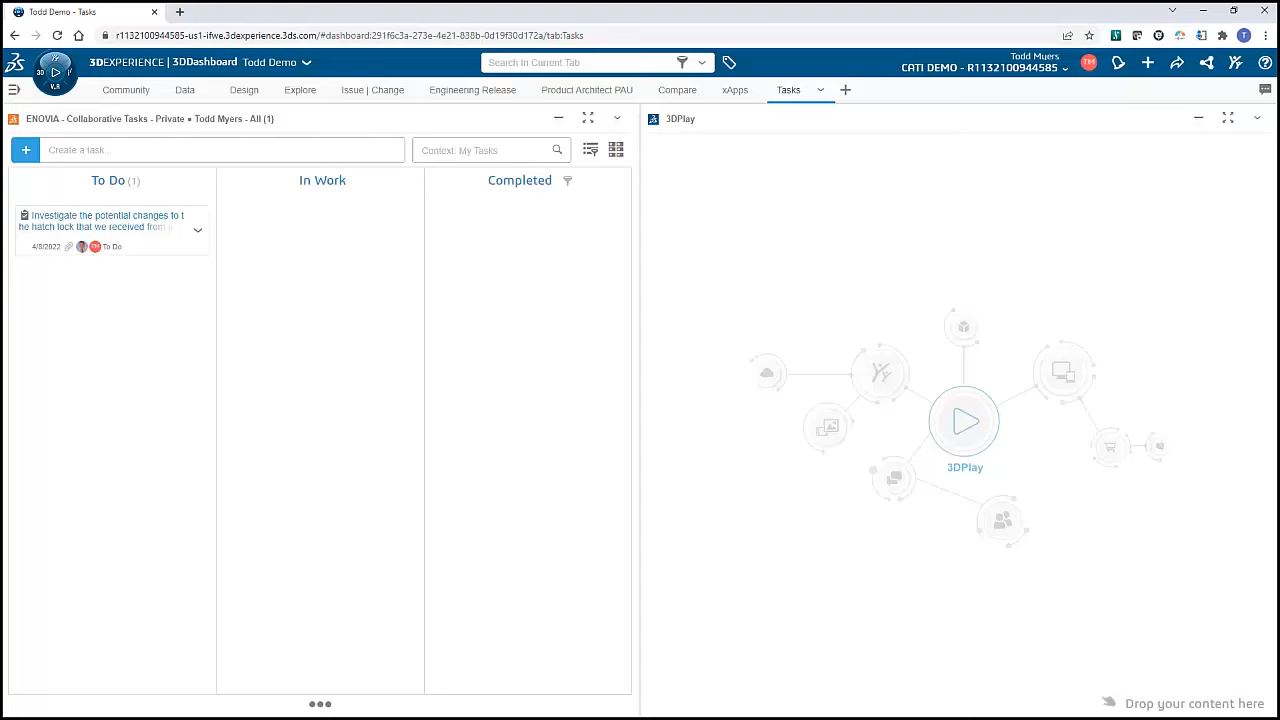 Todd Demo - Tasks
r1132100944585-us1-ifwe.3dexperience.3ds.com/#dashboard:291f6c3a-273e-4e21-838b-0d19f30d172a/tab:Tasks
T
3D
V.R
3DEXPERIENCE | 3DDashboard Todd Demo
Search In Current Tab
Todd Myers
CATI DEMO - R1132100944585
TM
Community Data Design Explore Issue | Change Engineering Release Product Architect PAU Compare xApps Tasks
ENOVIA - Collaborative Tasks - Private ● Todd Myers - All (1)
3DPlay
Create a task...
Context: My Tasks
To Do (1)
In Work
Completed
Investigate the potential changes to t
he hatch lock that we received from
4/8/2022 TM To Do
3DPlay
Drop your content here